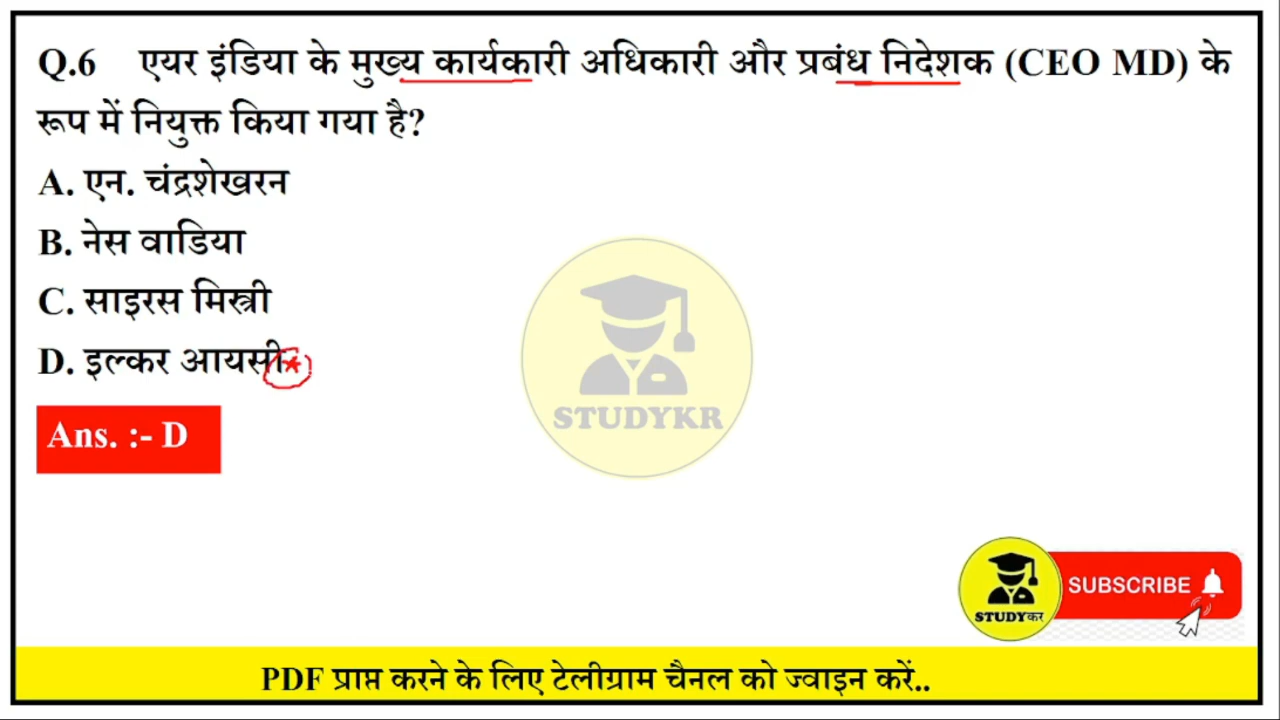 Q.6 एयर इंडिया के मुख्य कार्यकारी अधिकारी और प्रबंध निदेशक (CEO MD) के
रूप में नियुक्त किया गया है?
A. एन. चंद्रशेखरन
B. नेस वाडिया
C. साइरस मिस्त्री
D. इल्कर आयसी*
Ans. :- D
STUDYKR
SUBSCRIBE
STUDYकर
PDF प्राप्त करने के लिए टेलीग्राम चैनल को ज्वाइन करें..